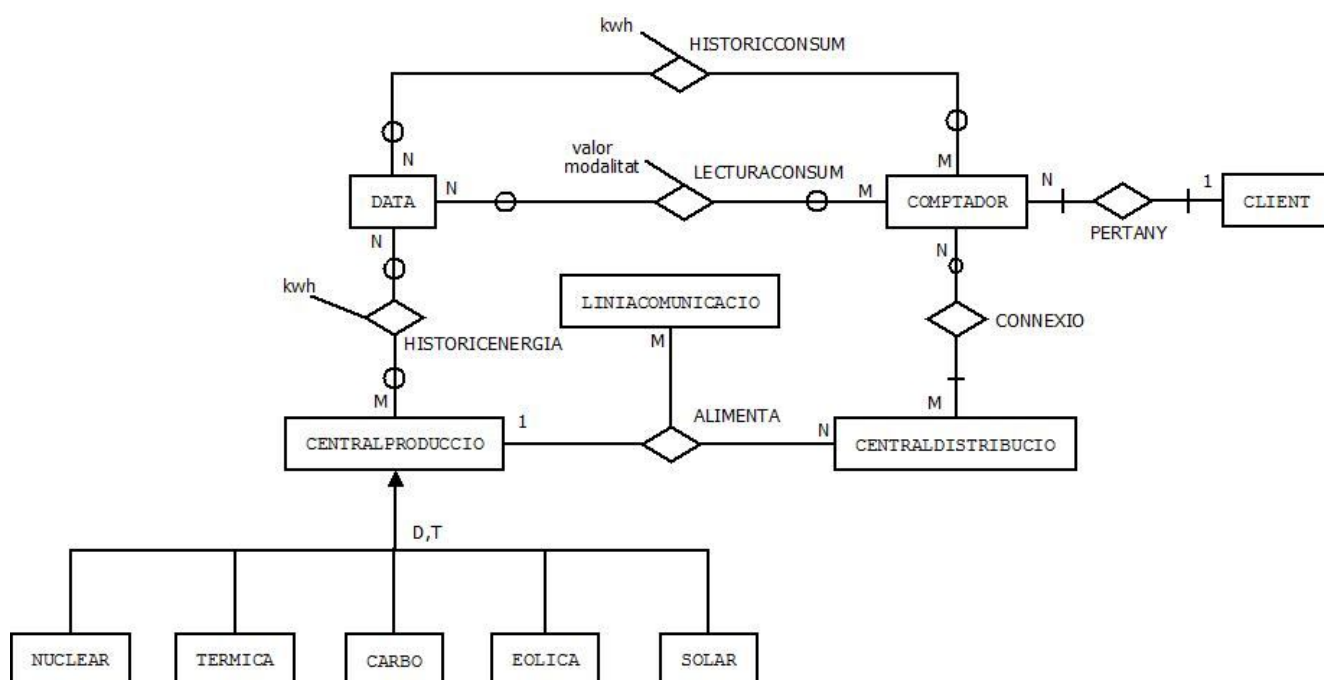 kwh
HISTORICCONSUM
valor
modalitat
LECTURACONSUM
N
M
DATA
N
M
COMPTADOR
N
1
CLIENT
PERTANY
N
N
kwh
LINIACOMUNICACIO
M
CONNEXIO
HISTORICENERGIA
M
M
CENTRALPRODUCCIO
1
ALIMENTA
N
CENTRALDISTRIBUCIO
D,T
NUCLEAR
TERMICA
CARBO
EOLICA
SOLAR